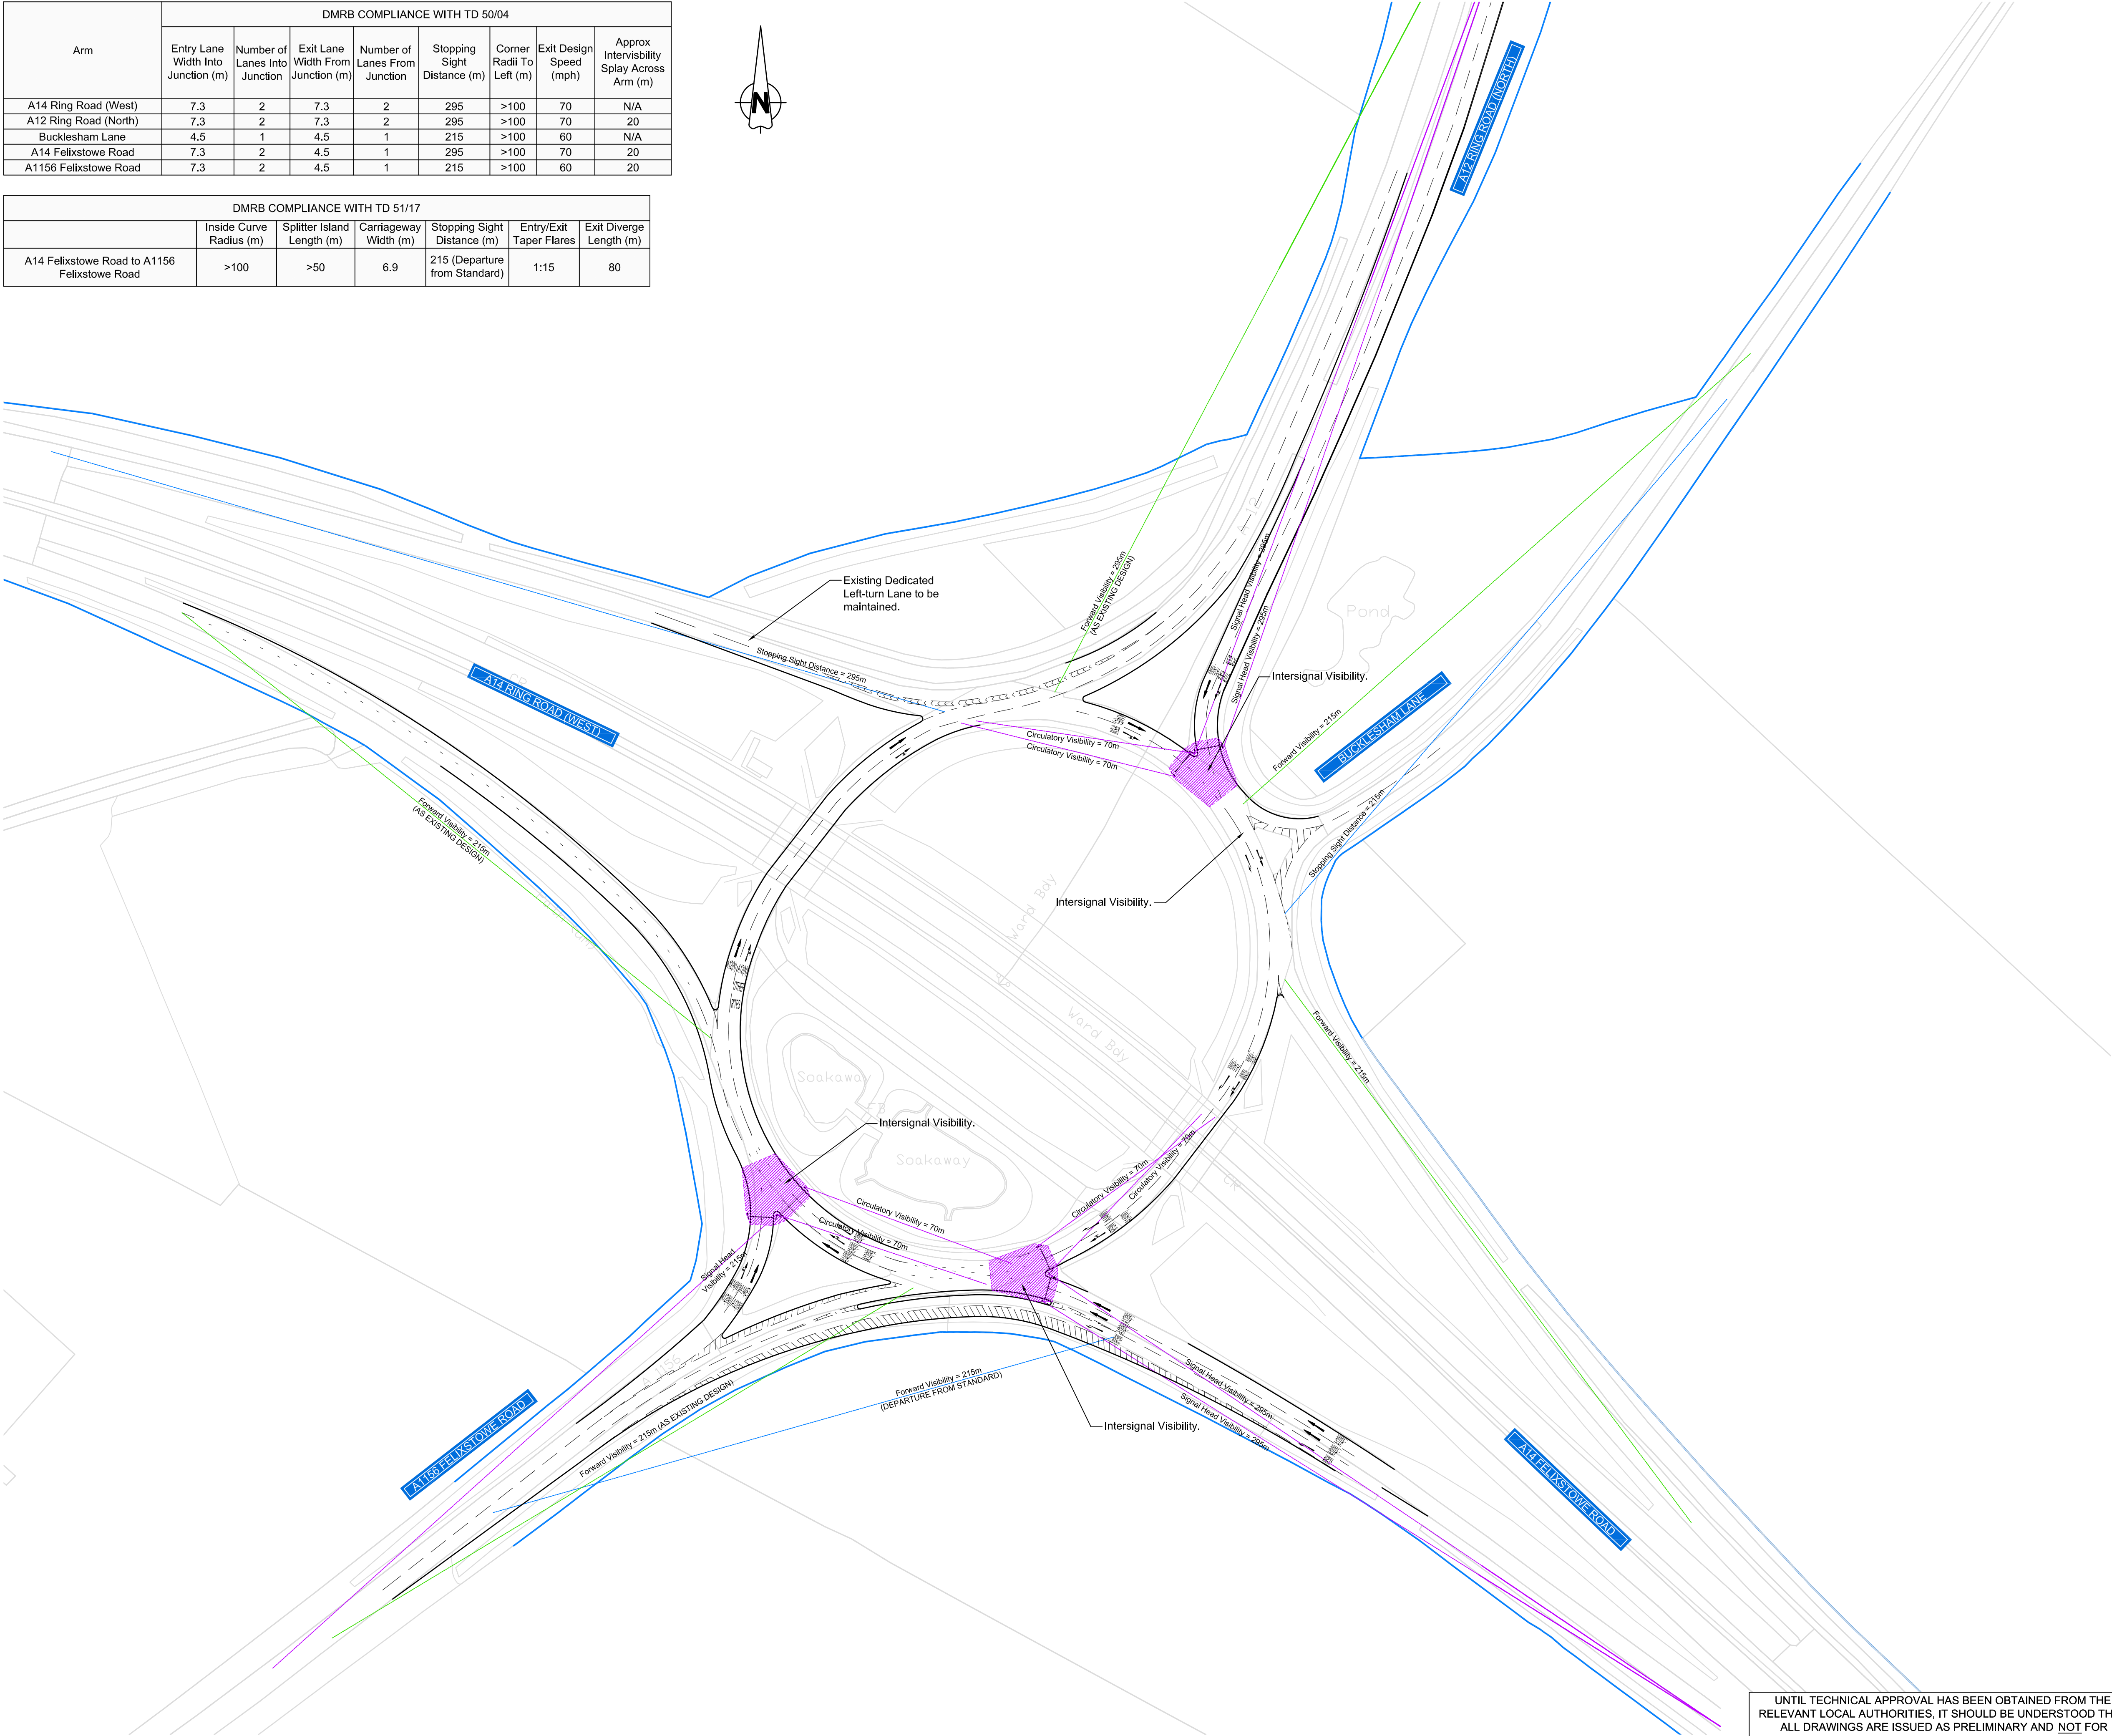 DMRB COMPLIANCE WITH TD 50/04
Arm
Entry Lane Width Into Junction (m)
Number of Lanes Into Junction
Exit Lane Width From Junction (m)
Number of Lanes From Junction
Stopping Sight Distance (m)
Corner Radii To Left (m)
Exit Design Speed (mph)
Approx Intervisbility Splay Across Arm (m)
A14 Ring Road (West) 7.3 2 7.3 2 295 >100 70 N/A
A12 Ring Road (North) 7.3 2 7.3 2 295 >100 70 20
Bucklesham Lane 4.5 1 4.5 1 215 >100 60 N/A
A14 Felixstowe Road 7.3 2 4.5 1 295 >100 70 20
A1156 Felixstowe Road 7.3 2 4.5 1 215 >100 60 20
DMRB COMPLIANCE WITH TD 51/17
Inside Curve Radius (m)
Splitter Island Length (m)
Carriageway Width (m)
Stopping Sight Distance (m)
Entry/Exit Taper Flares
Exit Diverge Length (m)
A14 Felixstowe Road to A1156 Felixstowe Road
>100
>50
6.9
215 (Departure from Standard)
1:15
80
N
A12 RING ROAD (NORTH)
A12
Existing Dedicated
Left-turn Lane to be
maintained.
Forward Visibility = 295m
(AS EXISTING DESIGN)
Signal Head Visibility = 295m
Signal Head Visibility = 295m
Pond
Stopping Sight Distance = 295m
A14 RING ROAD (WEST)
Intersignal Visibility.
BUCKLESHAM LANE
Forward Visibility = 215m
Circulatory Visibility = 70m
Circulatory Visibility = 70m
Stopping Sight Distance = 215m
Forward Visibility = 215m
(AS EXISTING DESIGN)
Intersignal Visibility.
Ward Bdy
Ward Bdy
Forward Visibility = 215m
Soakaway
FB
Soakaway
Intersignal Visibility.
Circulatory Visibility = 70m
Circulatory Visibility = 70m
Circulatory Visibility = 70m
Circulatory Visibility = 70m
Signal Head
Visibility = 215m
A1156
Forward Visibility = 215m
(DEPARTURE FROM STANDARD)
Signal Head Visibility = 295m
Signal Head Visibility = 295m
Forward Visibility = 215m (AS EXISTING DESIGN)
Intersignal Visibility.
A1156 FELIXSTOWE ROAD
A14 FELIXSTOWE ROAD
UNTIL TECHNICAL APPROVAL HAS BEEN OBTAINED FROM THE
RELEVANT LOCAL AUTHORITIES, IT SHOULD BE UNDERSTOOD TH
ALL DRAWINGS ARE ISSUED AS PRELIMINARY AND NOT FOR